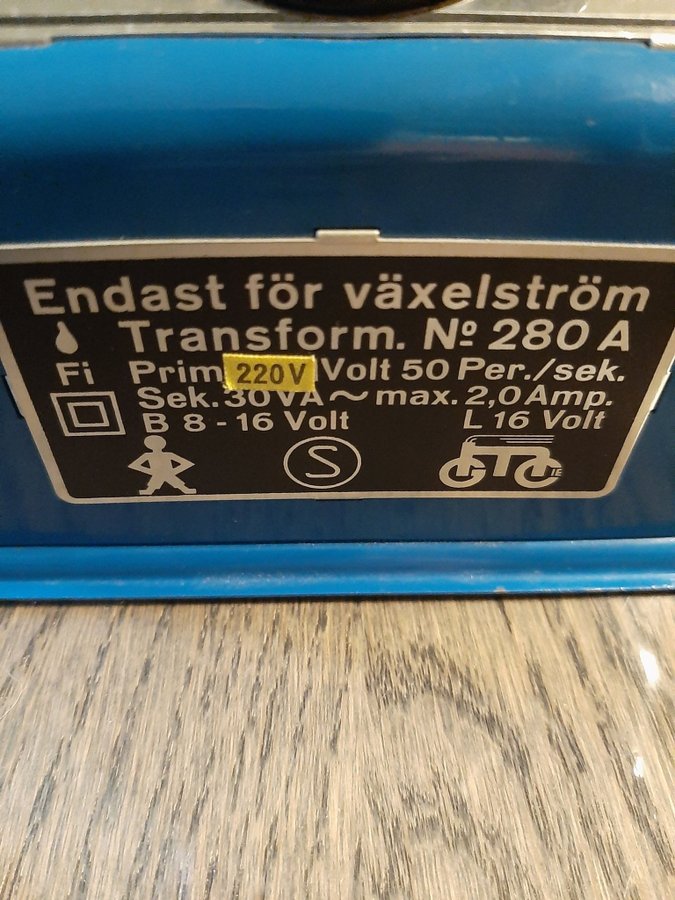 Endast för växelström
Transform. Nº 280 A
Fi Prim. 220V Volt 50 Per./sek.
Sek. 30 VA ~ max. 2,0 Amp.
B 8 - 16 Volt L 16 Volt
S